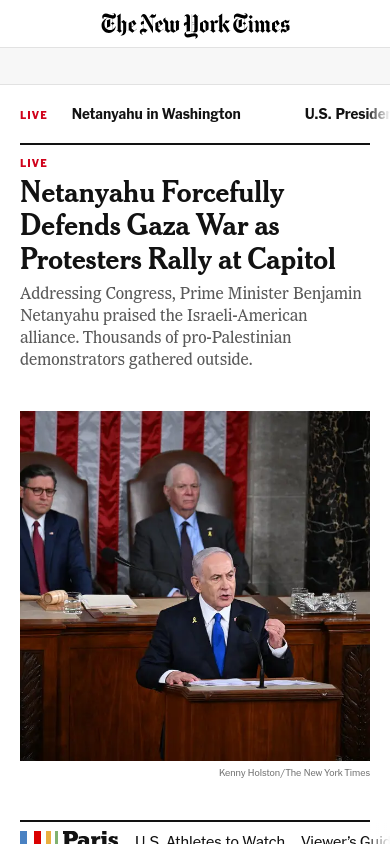 The New York Times
LIVE Netanyahu in Washington U.S. Preside
LIVE
Netanyahu Forcefully
Defends Gaza War as
Protesters Rally at Capitol
Addressing Congress, Prime Minister Benjamin
Netanyahu praised the Israeli-American
alliance. Thousands of pro-Palestinian
demonstrators gathered outside.
Kenny Holston/The New York Times
Paris U.S. Athletes to Watch Viewer's Gui